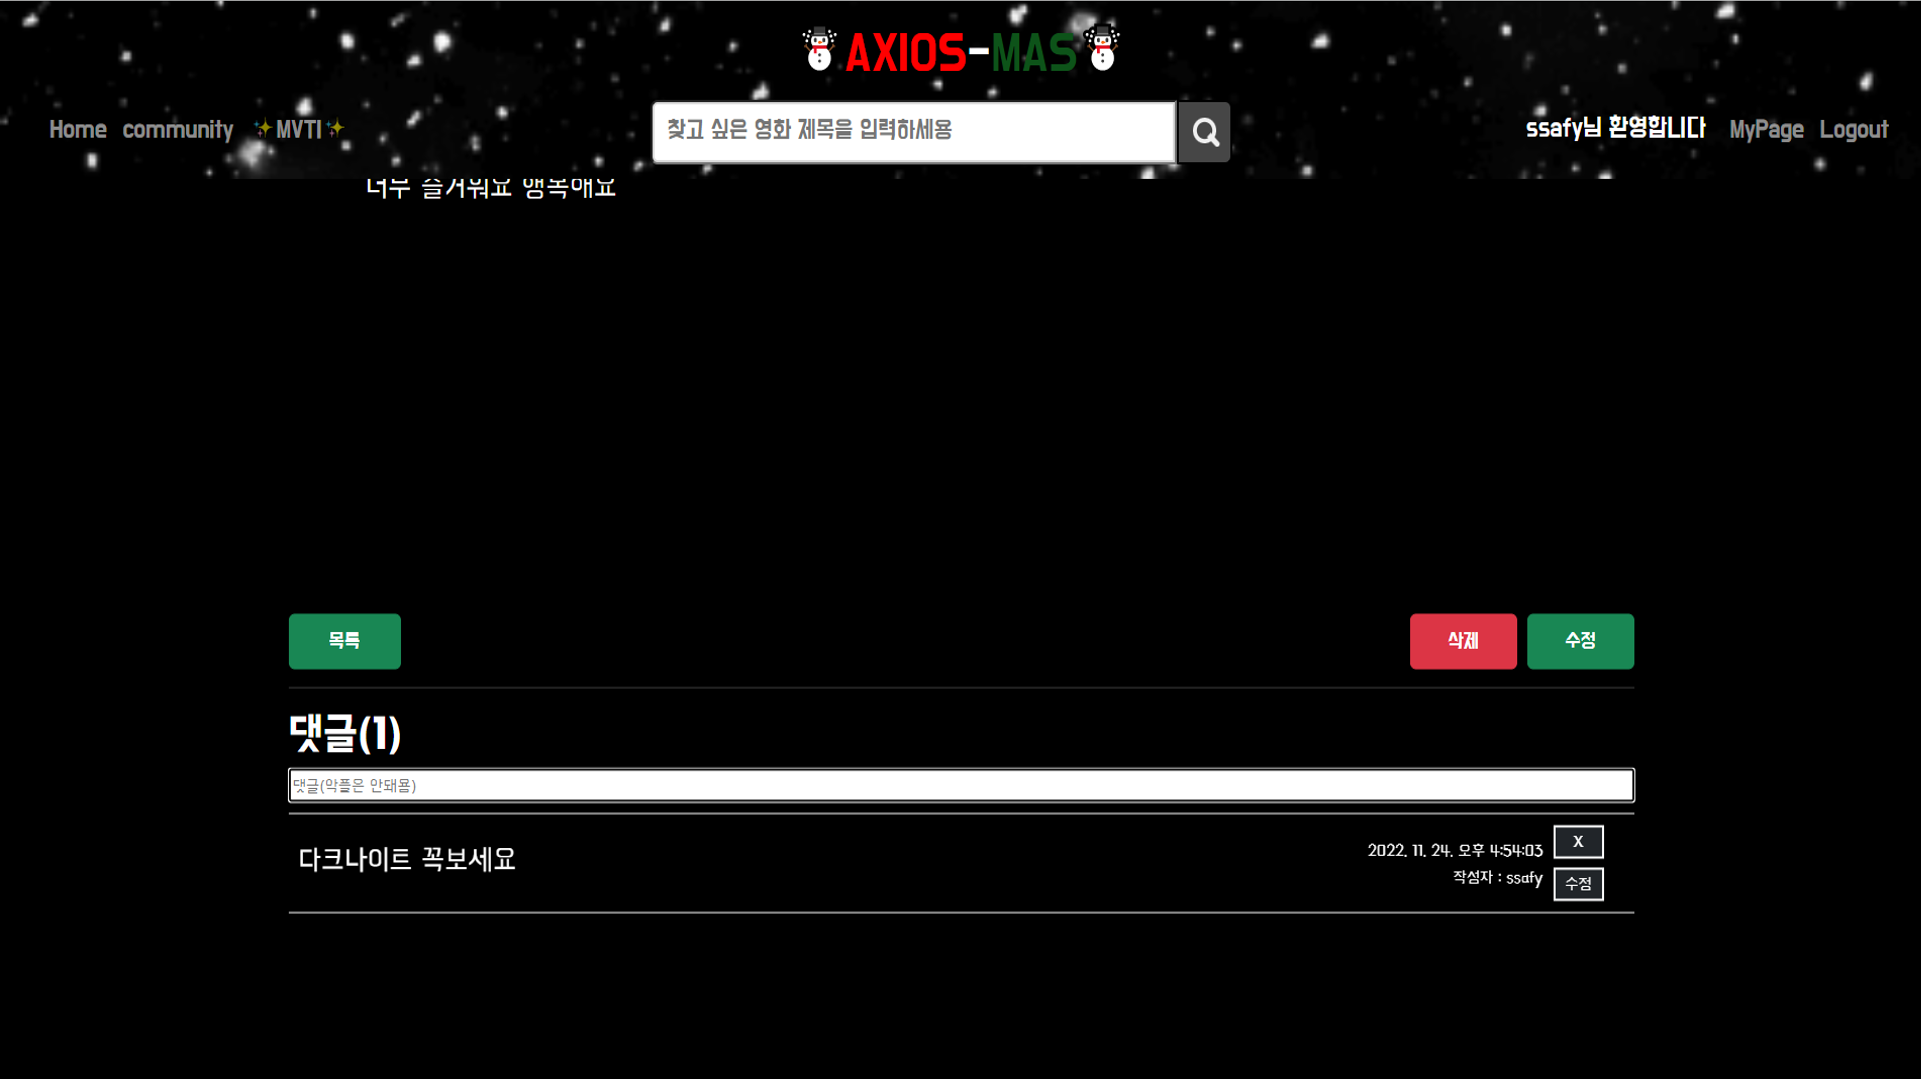 AXIOS-MAS
Home community ✨MVTI✨
찾고 싶은 영화 제목을 입력하세용
ssafy님 환영합니다 MyPage Logout
너무 즐거워요 행복해요
목록 삭제 수정
댓글(1)
댓글(악플은 안돼욤)
다크나이트 꼭보세요
2022. 11. 24. 오후 4:54:03
X
작성자 : ssafy
수정